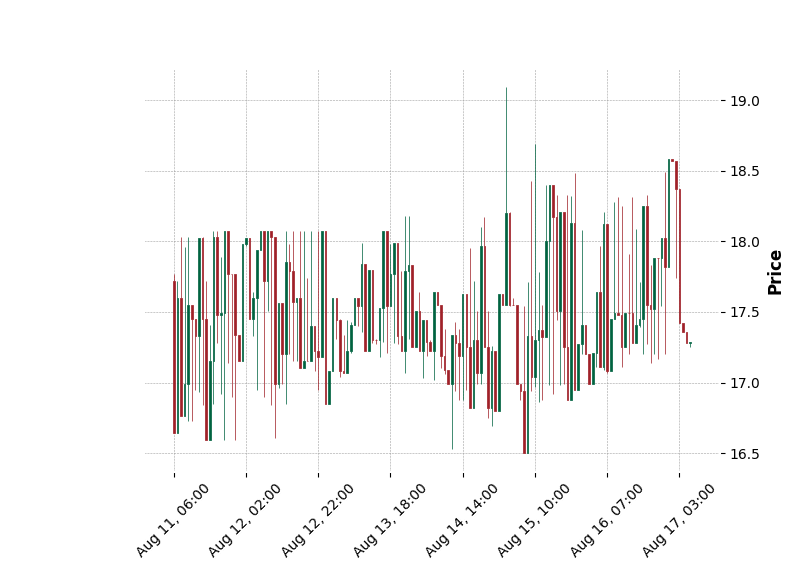 19.0
18.5
18.0
17.5
17.0
16.5
Price
Aug 11, 06:00
Aug 12, 02:00
Aug 12, 22:00
Aug 13, 18:00
Aug 14, 14:00
Aug 15, 10:00
Aug 16, 07:00
Aug 17, 03:00